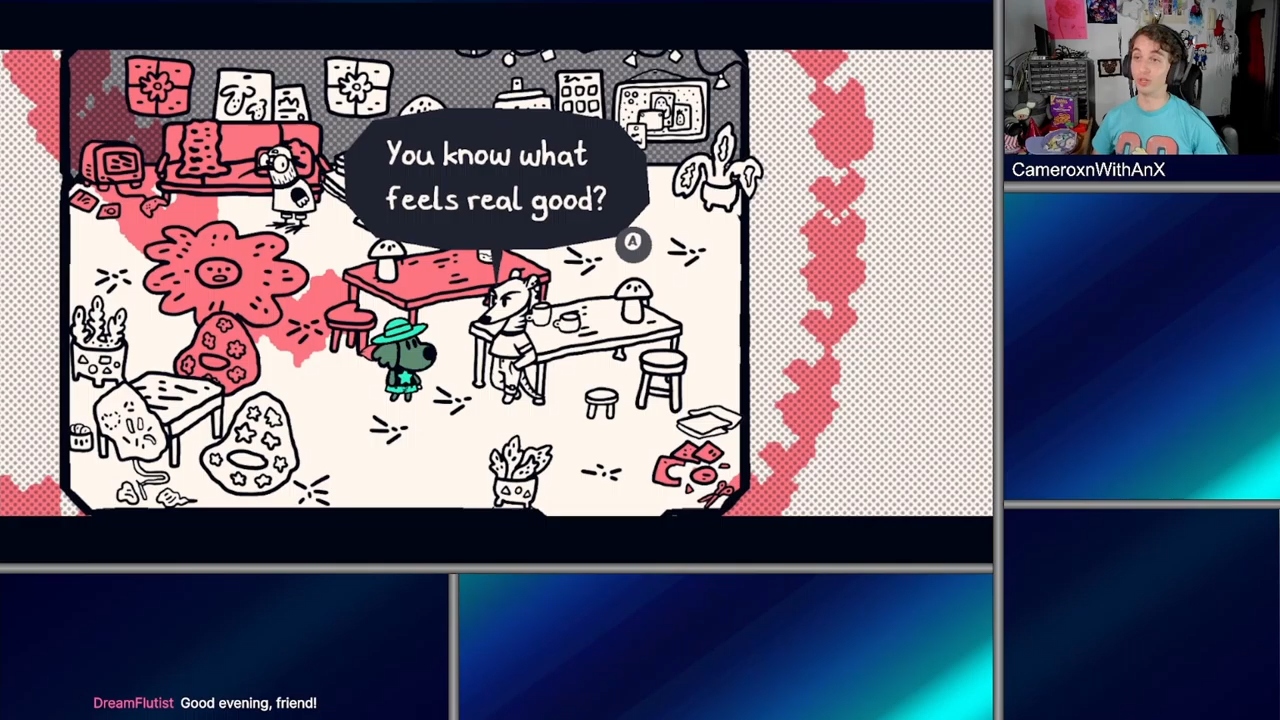 You know what
feels real good?
A
CameroxnWithAnX
DreamFlutist Good evening, friend!